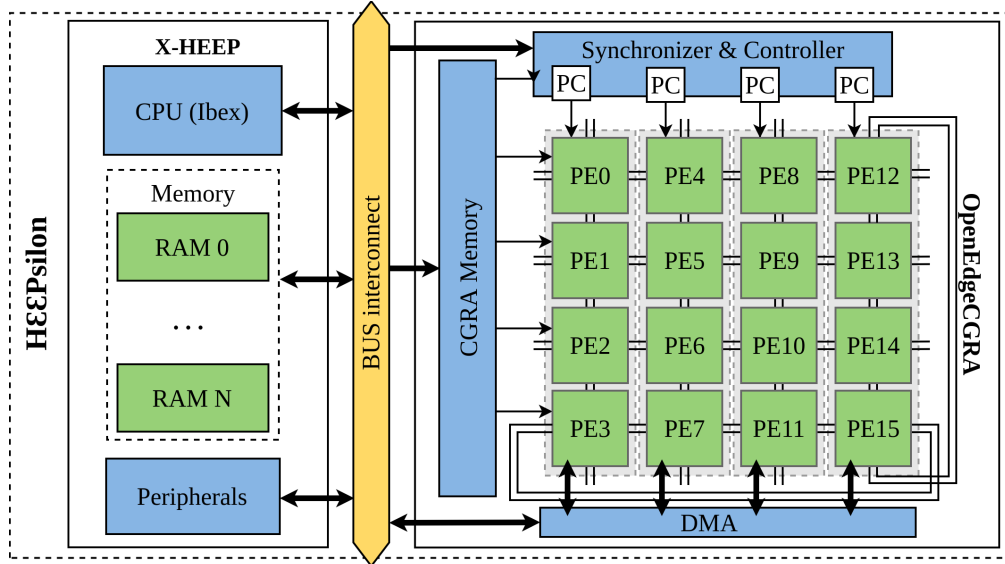 HƐƐPsilon
X-HEEP
CPU (Ibex)
Memory
RAM 0
...
RAM N
Peripherals
BUS interconnect
CGRA Memory
Synchronizer & Controller
PC
PC
PC
PC
PE0
PE4
PE8
PE12
PE1
PE5
PE9
PE13
PE2
PE6
PE10
PE14
PE3
PE7
PE11
PE15
DMA
OpenEdgeCGRA